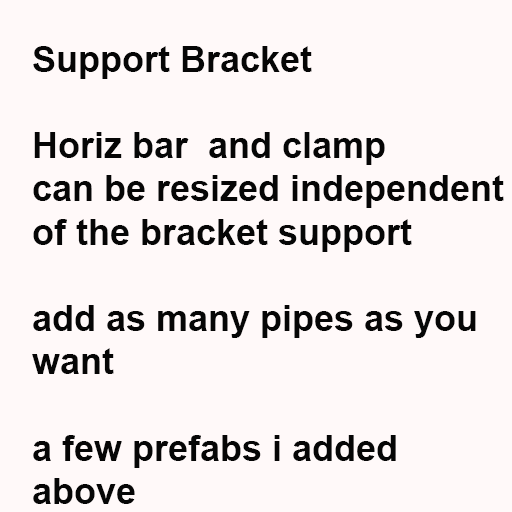 Support Bracket
Horiz bar  and clamp
can be resized independent
of the bracket support
add as many pipes as you
want
a few prefabs i added
above